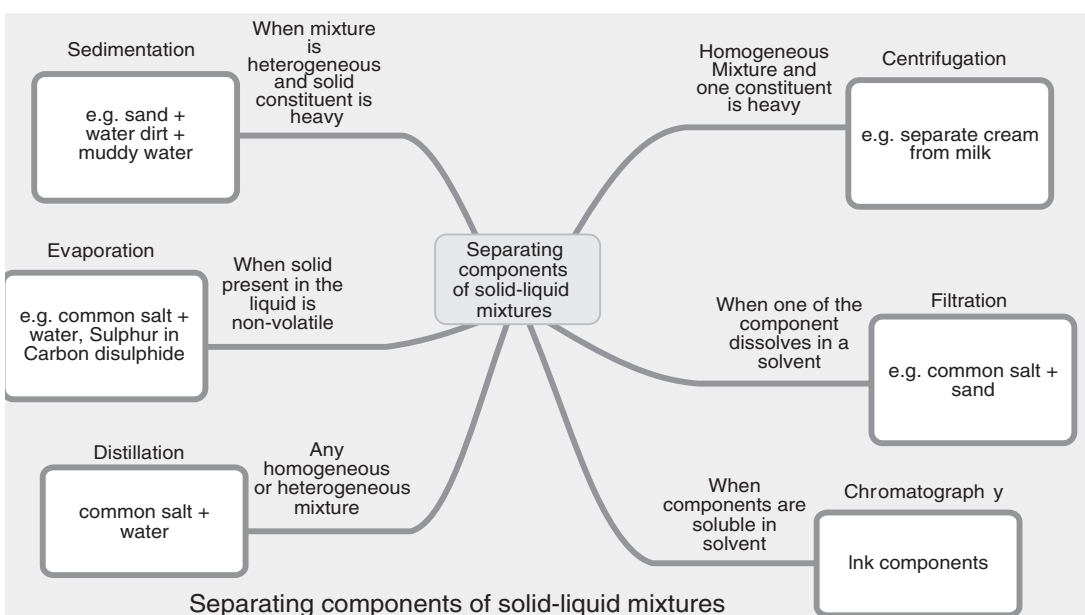 Sedimentation
When mixture
is
heterogeneous
and solid
constituent is
heavy
e.g. sand +
water dirt +
muddy water
Homogeneous
Mixture and
one constituent
is heavy
Centrifugation
e.g. separate cream
from milk
Evaporation
When solid
present in the
liquid is
non-volatile
e.g. common salt +
water, Sulphur in
Carbon disulphide
Separating
components
of solid-liquid
mixtures
When one of the
component
dissolves in a
solvent
Filtration
e.g. common salt +
sand
Distillation
Any
homogeneous
or heterogeneous
mixture
common salt +
water
When
components are
soluble in
solvent
Chromatograph y
Ink components
Separating components of solid-liquid mixtures